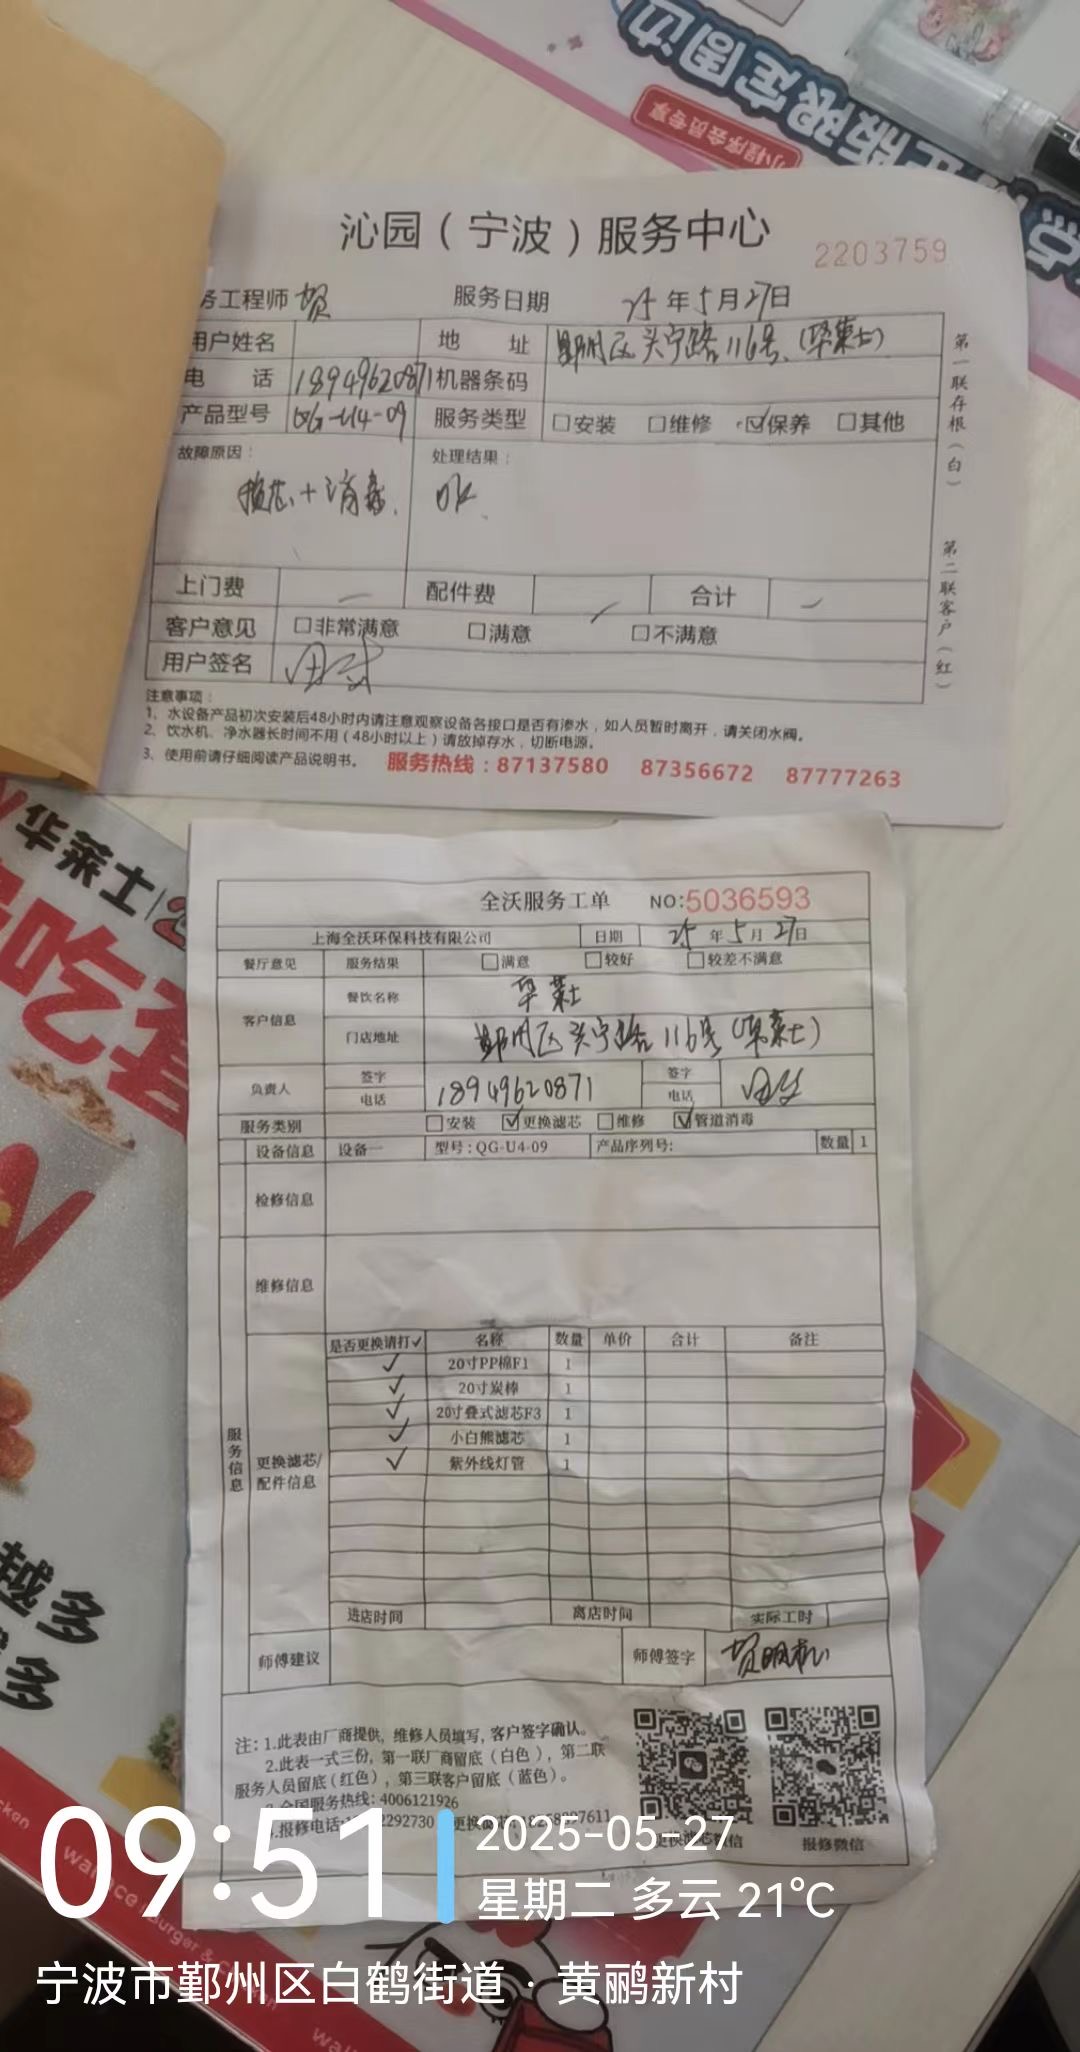 限定周边
小程序会员专享
沁园（宁波）服务中心
2203759
务工程师 贺 服务日期 25年5月27日
用户姓名 地 址 鄞州区兴宁路116号（华莱士）
电 话 18949620871 机器条码
产品型号 QG-U4-09 服务类型 □安装 □维修 ☑保养 □其他
故障原因： 处理结果：
换芯+消毒. OK.
上门费 — 配件费 — 合计 —
客户意见 □非常满意 □满意 □不满意
用户签名
第一联存根（白） 第二联客户（红）
注意事项：
1、水设备产品初次安装后48小时内请注意观察设备各接口是否有渗水，如人员暂时离开，请关闭水阀。
2、饮水机、净水器长时间不用（48小时以上）请放掉存水，切断电源。
3、使用前请仔细阅读产品说明书。 服务热线：87137580 87356672 87777263
华莱士
全沃服务工单 NO:5036593
上海全沃环保科技有限公司 日期 25年5月27日
餐厅意见 服务结果 □满意 □较好 □较差不满意
客户信息 餐饮名称 华莱士
门店地址 鄞州区兴宁路116号（华莱士）
负责人 签字 电话 18949620871 签字 电话
服务类别 □安装 ☑更换滤芯 □维修 ☑管道消毒
设备信息 设备一 型号：QG-U4-09 产品序列号： 数量 1
检修信息
维修信息
服务信息
更换滤芯/配件信息
是否更换请打✓ 名称 数量 单价 合计 备注
✓ 20寸PP棉F1 1
✓ 20寸炭棒 1
✓ 20寸叠式滤芯F3 1
✓ 小白熊滤芯 1
✓ 紫外线灯管 1
进店时间 离店时间 实际工时
师傅建议 师傅签字
注：1.此表由厂商提供，维修人员填写，客户签字确认。
2.此表一式三份，第一联厂商留底（白色），第二联
服务人员留底（红色），第三联客户留底（蓝色）。
全国服务热线：4006121926
报修电话
报修微信
越多
多
09:51
2025-05-27
星期二 多云 21℃
宁波市鄞州区白鹤街道·黄鹂新村